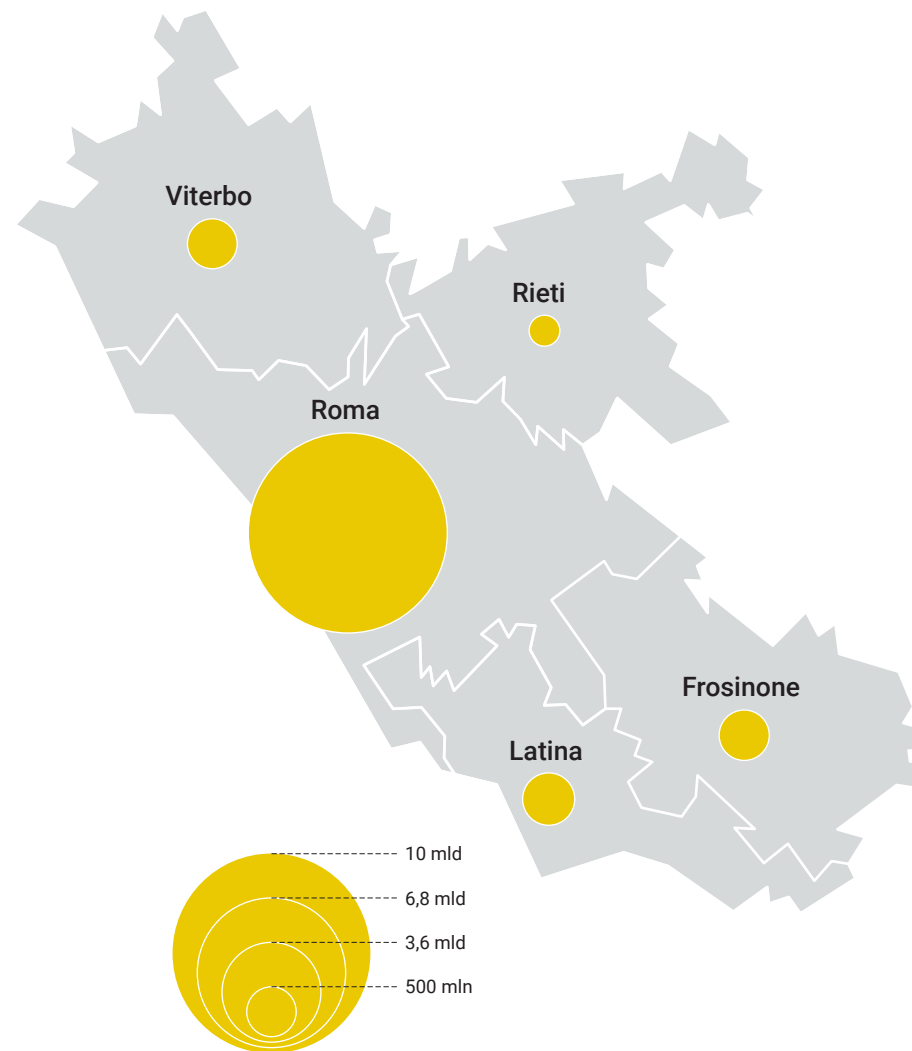 Viterbo
Rieti
Roma
Frosinone
Latina
10 mld
6,8 mld
3,6 mld
500 mln